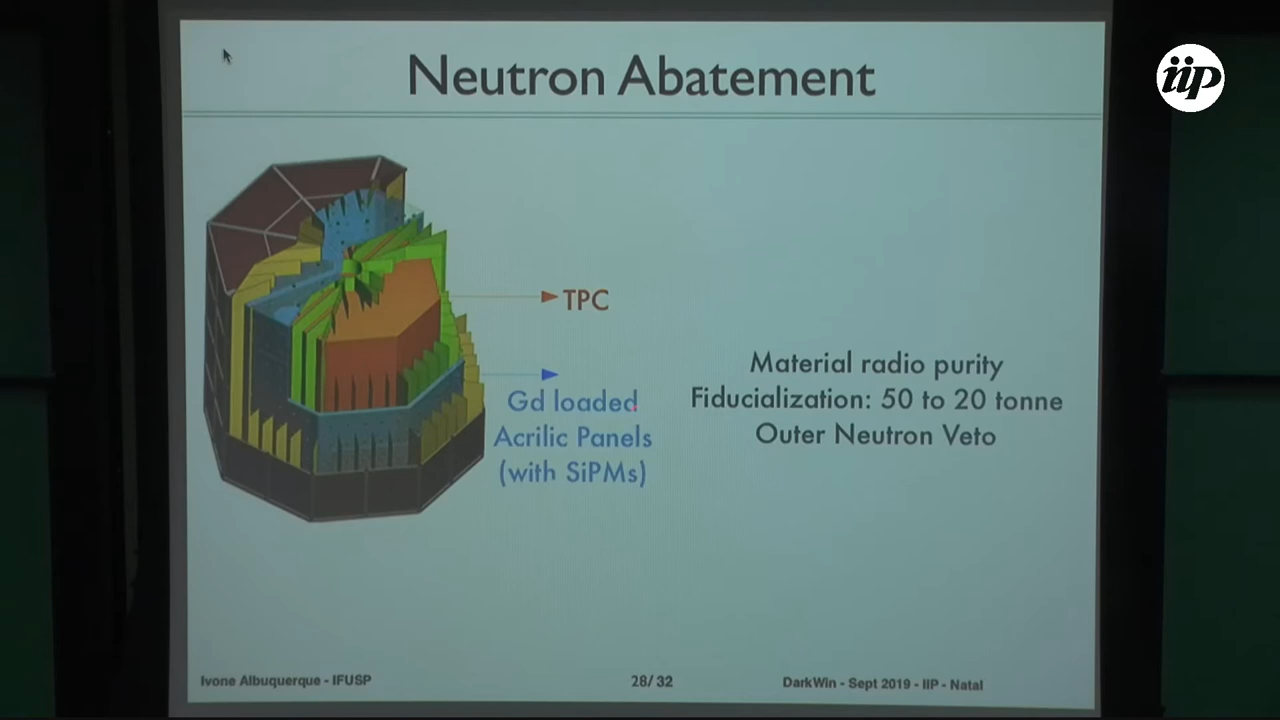 iip
Neutron Abatement
TPC
Gd loaded
Acrilic Panels
(with SiPMs)
Material radio purity
Fiducialization: 50 to 20 tonne
Outer Neutron Veto
Ivone Albuquerque - IFUSP
28/ 32
DarkWin - Sept 2019 - IIP - Natal